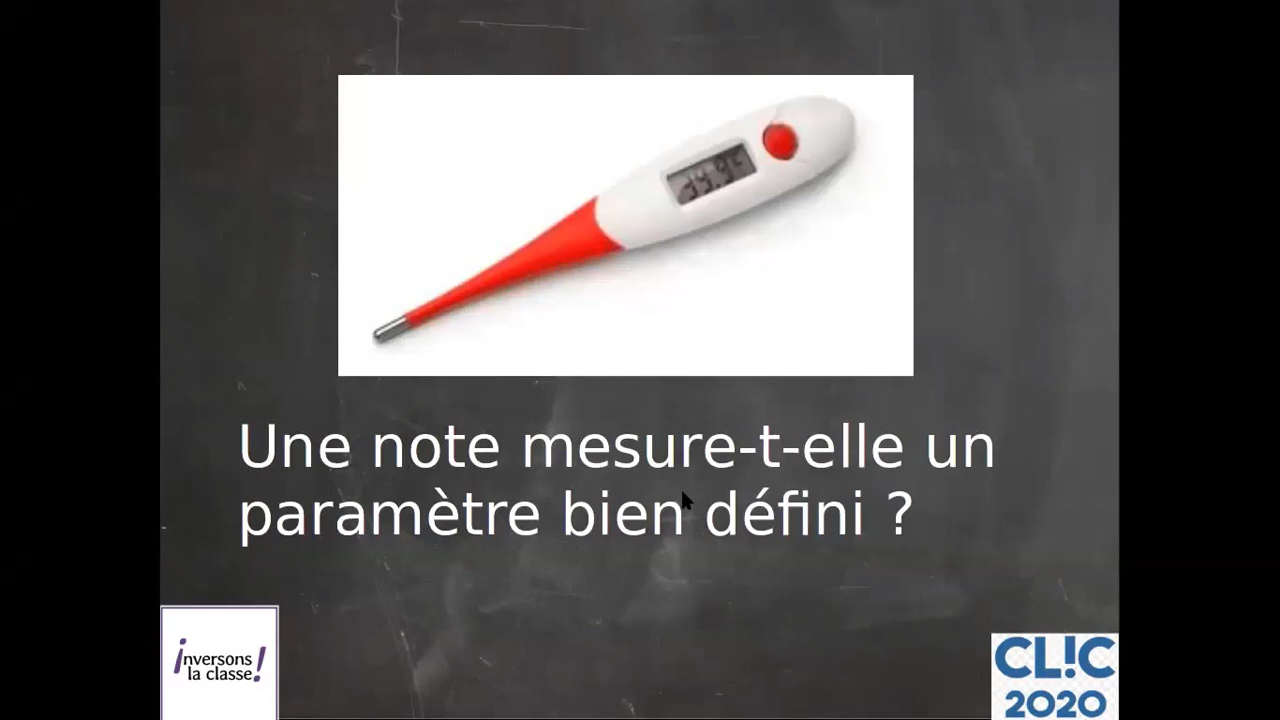 Une note mesure-t-elle un
paramètre bien défini ?
inversons
la classe!
CL!C
2020